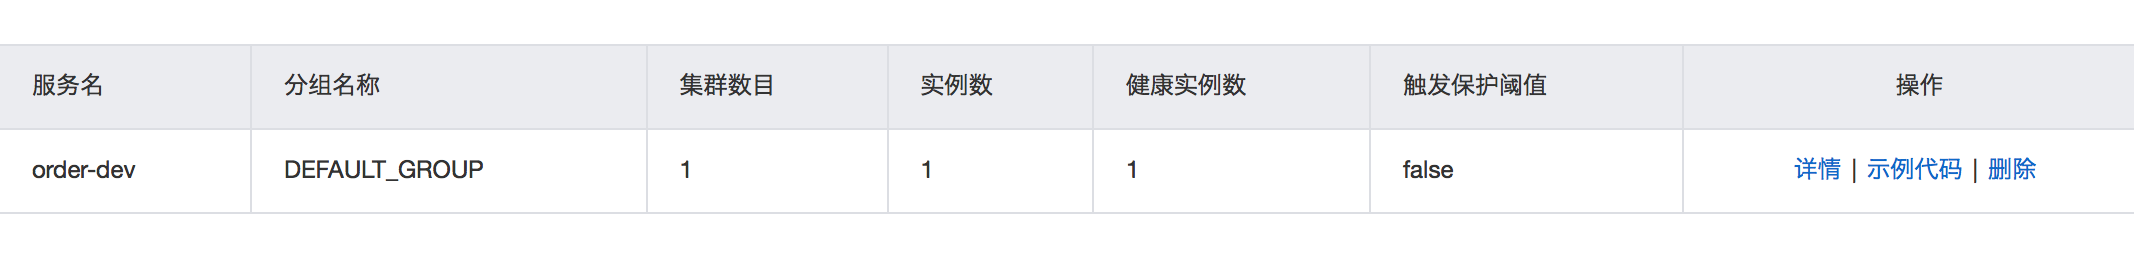 服务名 分组名称 集群数目 实例数 健康实例数 触发保护阈值 操作
order-dev DEFAULT_GROUP 1 1 1 false 详情 | 示例代码 | 删除